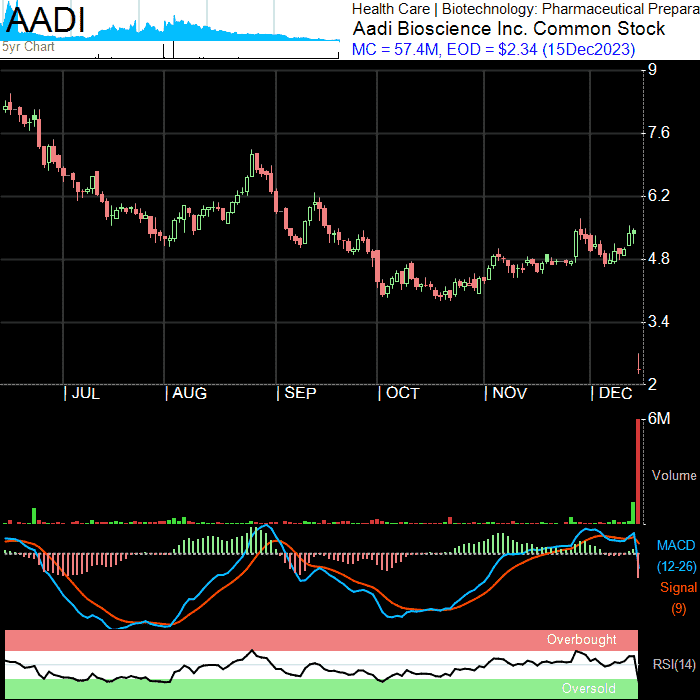 AADI
5yr Chart
Health Care | Biotechnology: Pharmaceutical Prepara
Aadi Bioscience Inc. Common Stock
MC = 57.4M, EOD = $2.34 (15Dec2023)
9
7.6
6.2
4.8
3.4
2
| JUL | AUG | SEP | OCT | NOV | DEC
6M
Volume
MACD
(12-26)
Signal
(9)
Overbought
RSI(14)
Oversold